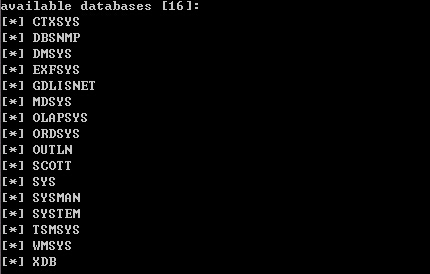 available databases [16]:
[*] CTXSYS
[*] DBSNMP
[*] DMSYS
[*] EXFSYS
[*] GDLISNET
[*] MDSYS
[*] OLAPSYS
[*] ORDSYS
[*] OUTLN
[*] SCOTT
[*] SYS
[*] SYSMAN
[*] SYSTEM
[*] TSMSYS
[*] WMSYS
[*] XDB